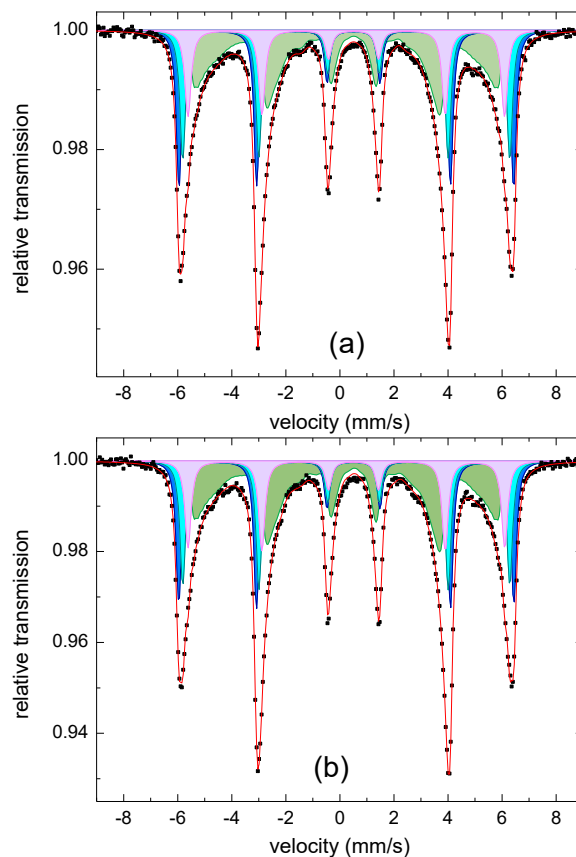 1.00
0.98
0.96
relative transmission
(a)
-8 -6 -4 -2 0 2 4 6 8
velocity (mm/s)
1.00
0.98
0.96
0.94
relative transmission
(b)
-8 -6 -4 -2 0 2 4 6 8
velocity (mm/s)